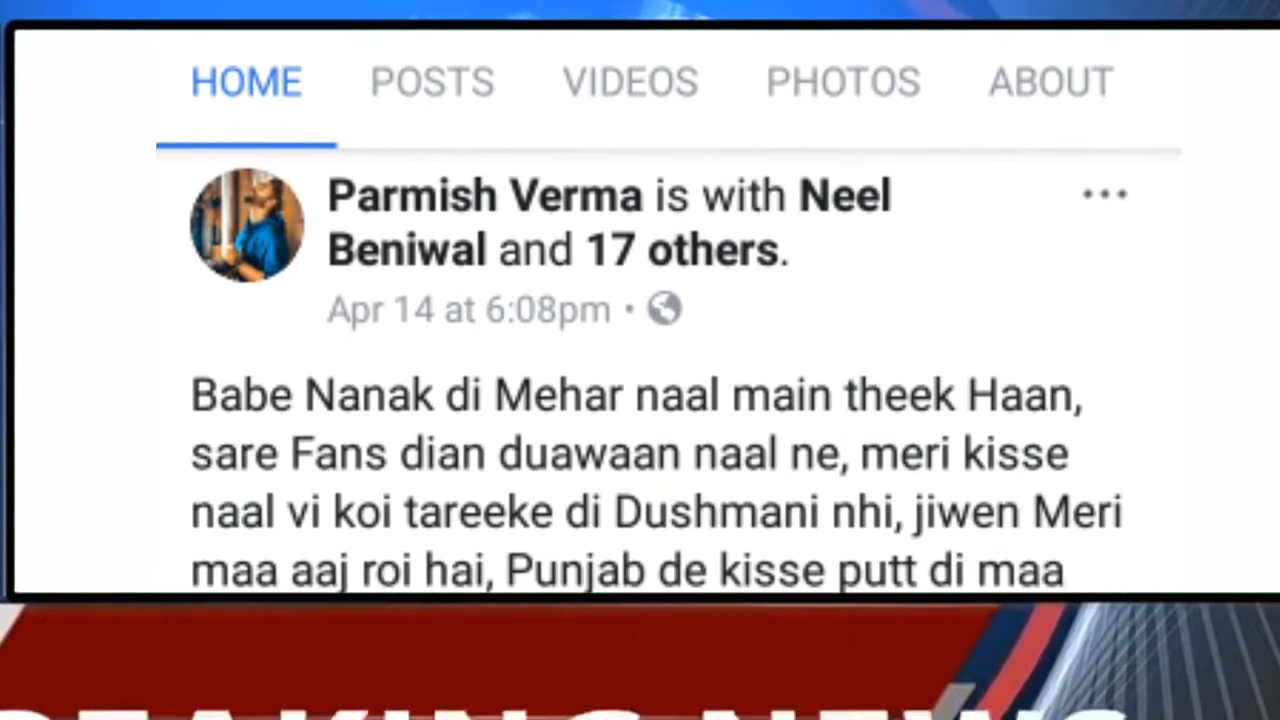 HOME POSTS VIDEOS PHOTOS ABOUT
Parmish Verma is with Neel
Beniwal and 17 others.
Apr 14 at 6:08pm •
Babe Nanak di Mehar naal main theek Haan,
sare Fans dian duawaan naal ne, meri kisse
naal vi koi tareeke di Dushmani nhi, jiwen Meri
maa aaj roi hai, Punjab de kisse putt di maa
BREAKING NEWS